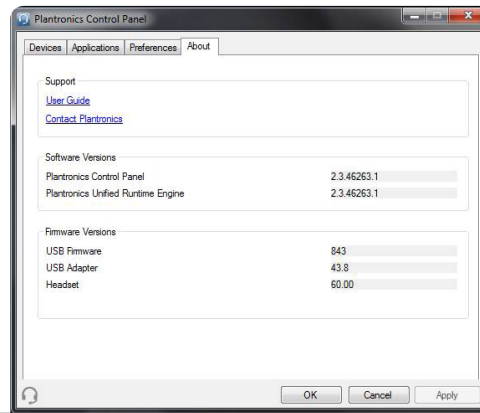 Plantronics Control Panel
Devices Applications Preferences About
Support
User Guide
Contact Plantronics
Software Versions
Plantronics Control Panel 2.3.46263.1
Plantronics Unified Runtime Engine 2.3.46263.1
Firmware Versions
USB Firmware 843
USB Adapter 43.8
Headset 60.00
OK Cancel Apply